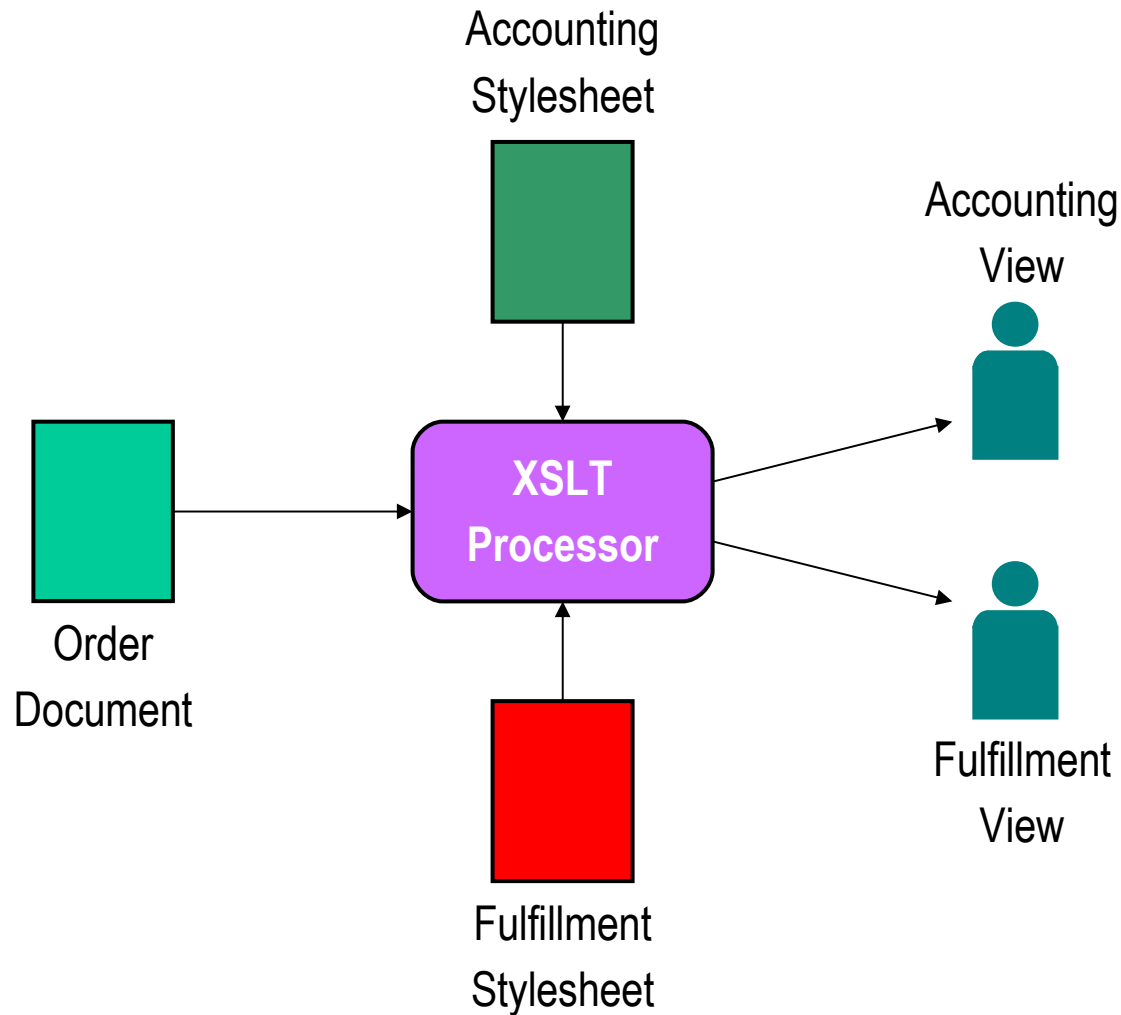 Accounting
Stylesheet
Accounting
View
XSLT
Processor
Order
Document
Fulfillment
View
Fulfillment
Stylesheet